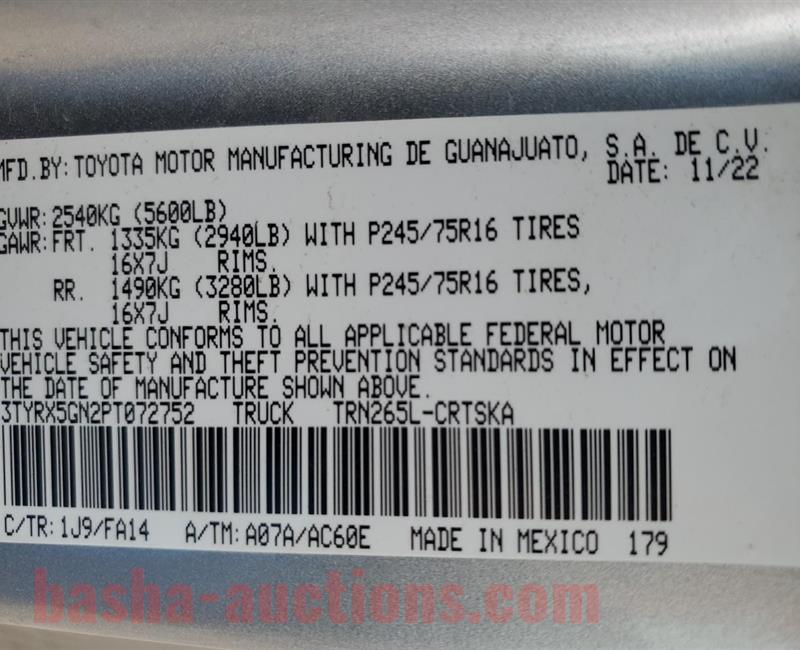 MFD.BY: TOYOTA MOTOR MANUFACTURING DE GUANAJUATO, S.A. DE C.V.
DATE: 11/22
GVWR: 2540KG (5600LB)
GAWR: FRT. 1335KG (2940LB) WITH P245/75R16 TIRES
16X7J RIMS.
RR. 1490KG (3280LB) WITH P245/75R16 TIRES,
16X7J RIMS.
THIS VEHICLE CONFORMS TO ALL APPLICABLE FEDERAL MOTOR
VEHICLE SAFETY AND THEFT PREVENTION STANDARDS IN EFFECT ON
THE DATE OF MANUFACTURE SHOWN ABOVE.
3TYRX5GN2PT072752 TRUCK TRN265L-CRTSKA
C/TR: 1J9/FA14 A/TM: A07A/AC60E MADE IN MEXICO 179
basha-auctions.com